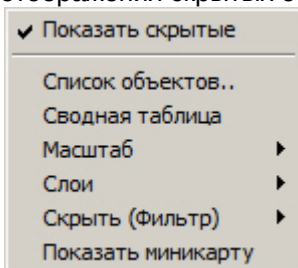 Показать скрытые
Список объектов..
Сводная таблица
Масштаб
Слои
Скрыть (Фильтр)
Показать миникарту